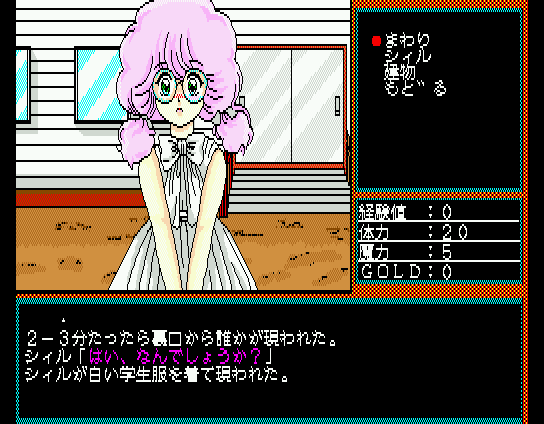 まわり
シィル
建物
もどる
経験値 : 0
体力 : 20
魔力 : 5
GOLD: 0
2－3分たったら裏口から誰かが現われた。
シィル「はい、なんでしょうか？」
シィルが白い学生服を着て現われた。